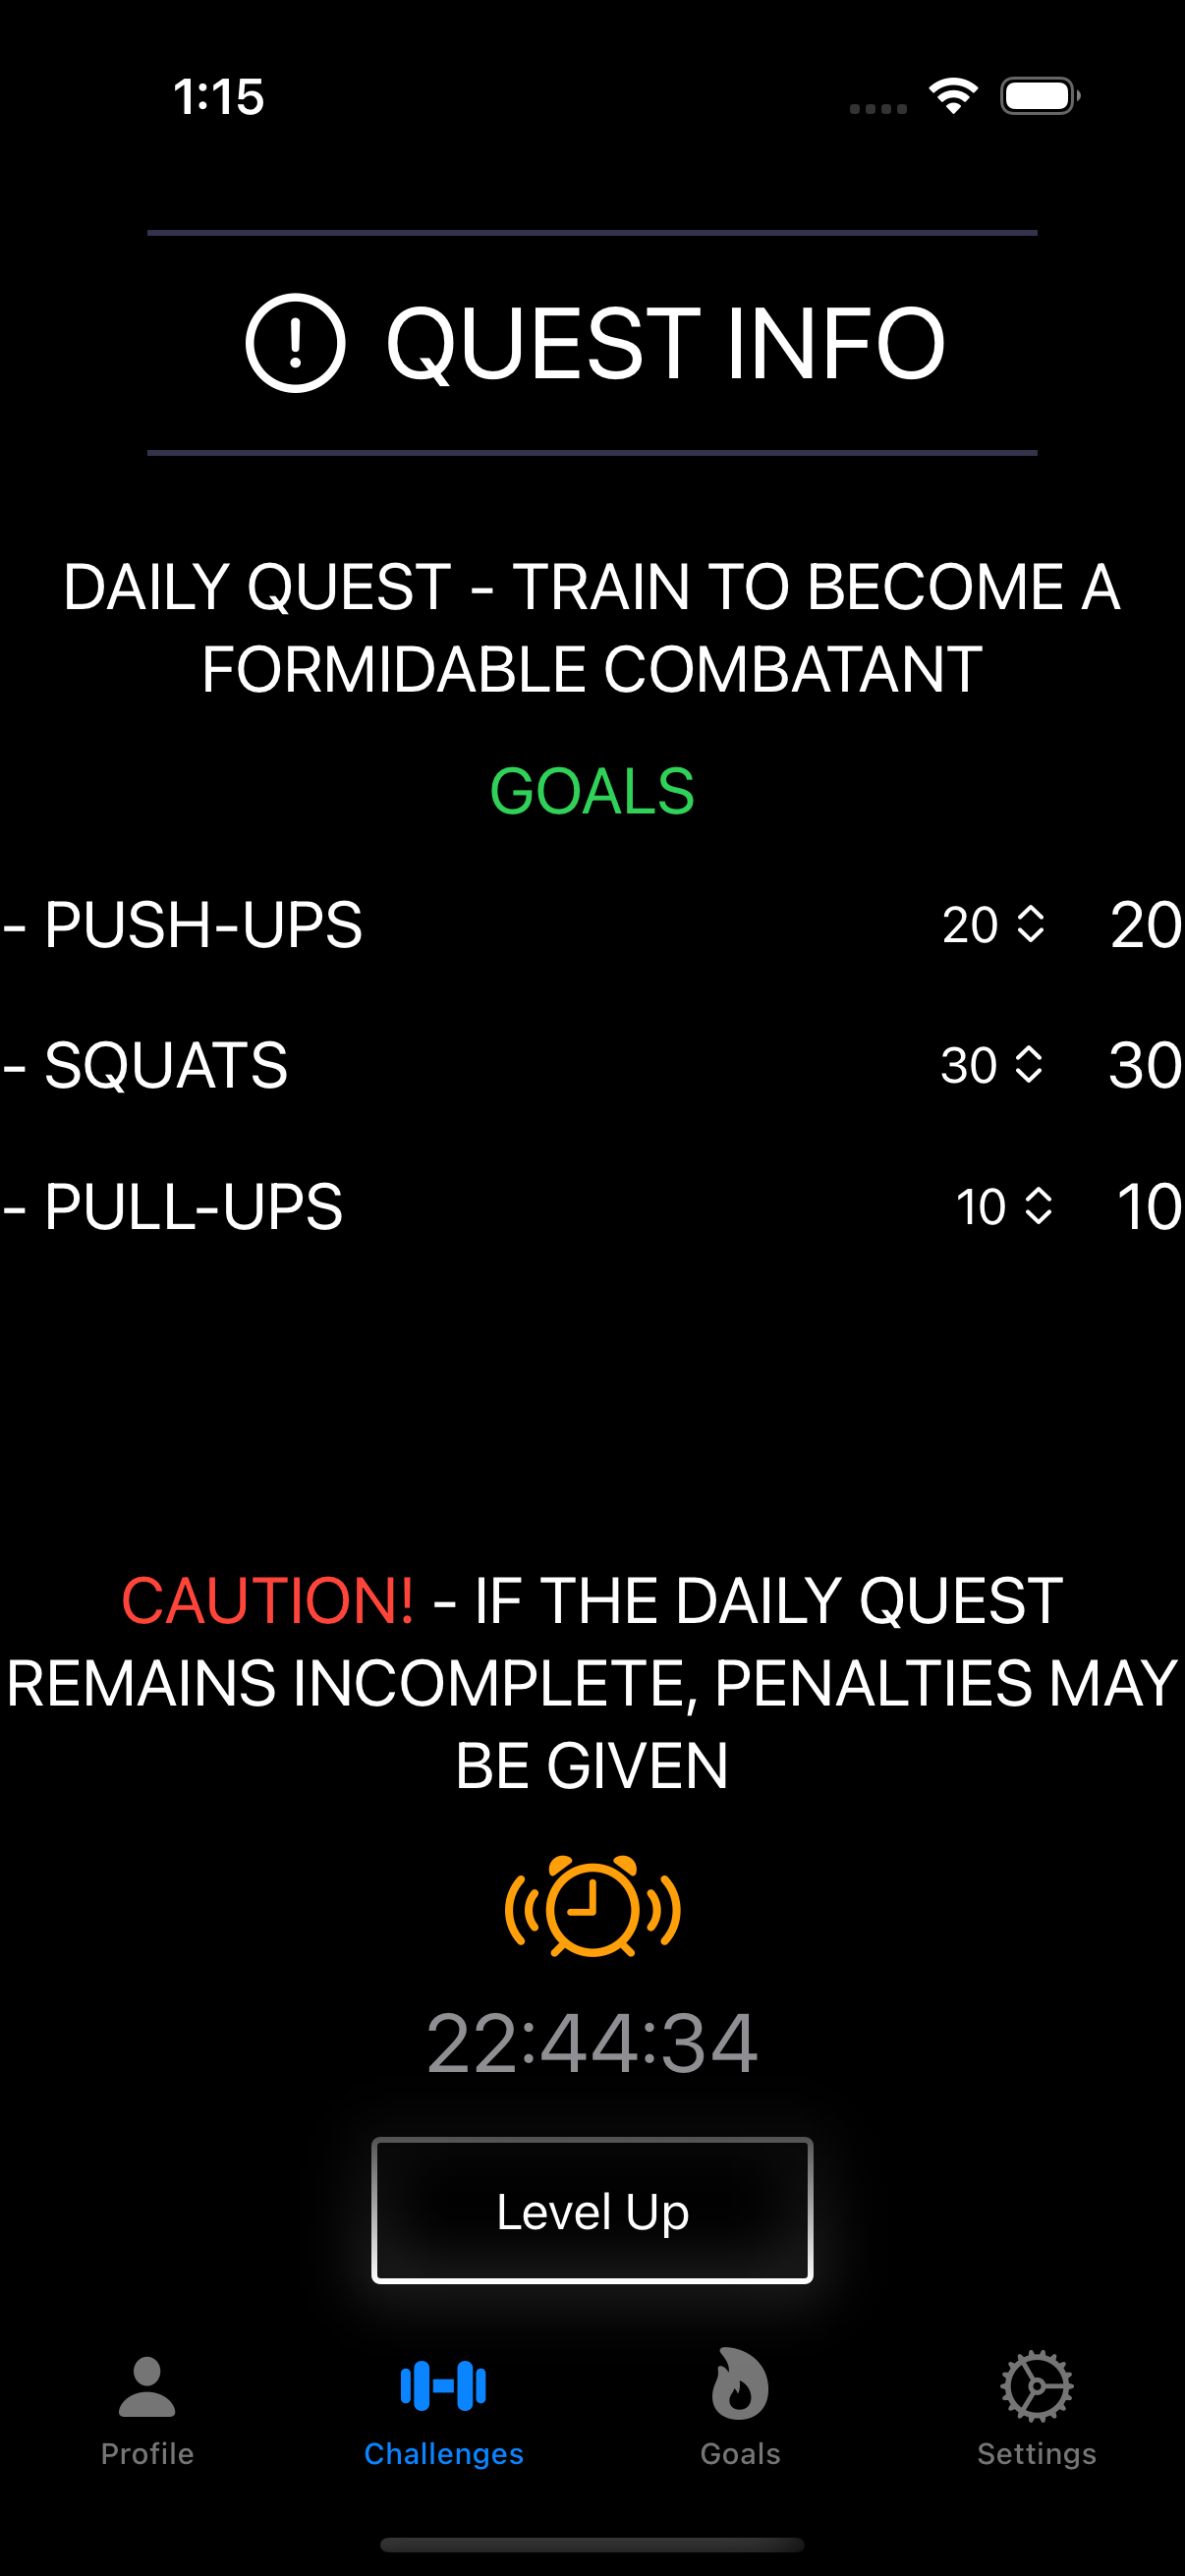 1:15
! QUEST INFO
DAILY QUEST - TRAIN TO BECOME A
FORMIDABLE COMBATANT
GOALS
- PUSH-UPS 20 20
- SQUATS 30 30
- PULL-UPS 10 10
CAUTION! - IF THE DAILY QUEST
REMAINS INCOMPLETE, PENALTIES MAY
BE GIVEN
22:44:34
Level Up
Profile Challenges Goals Settings